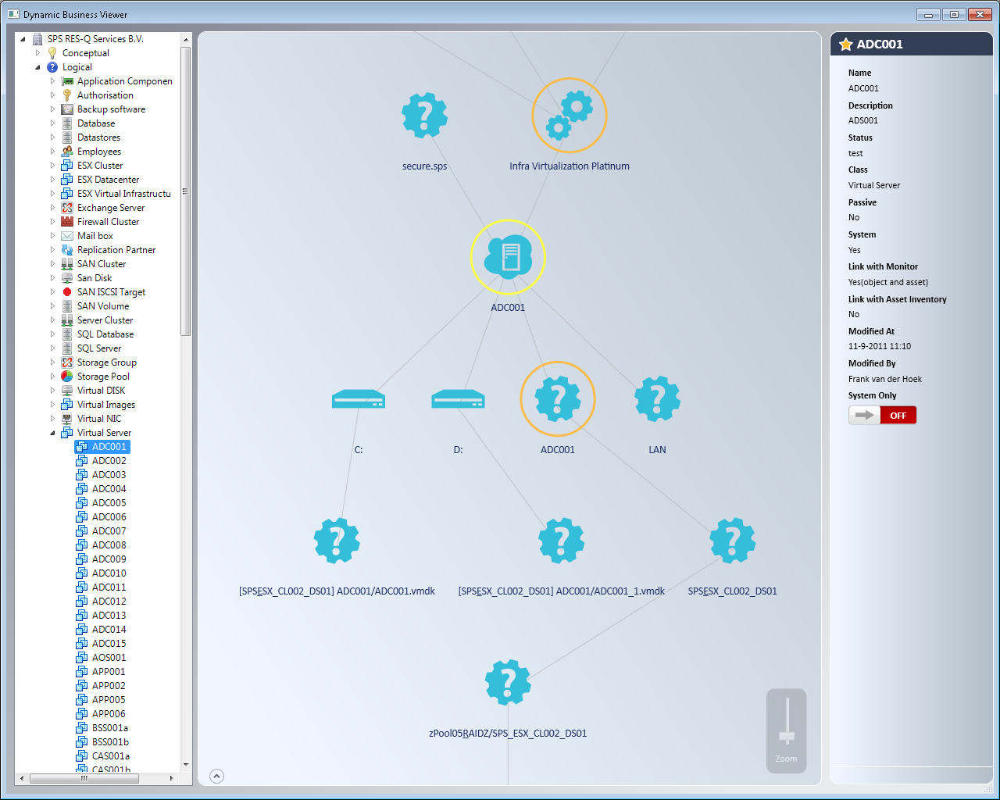 Dynamic Business Viewer
SPS RES-Q Services B.V.
Conceptual
Logical
Application Componen
Authorisation
Backup software
Database
Datastores
Employees
ESX Cluster
ESX Datacenter
ESX Virtual Infrastructu
Exchange Server
Firewall Cluster
Mail box
Replication Partner
SAN Cluster
San Disk
SAN ISCSI Target
SAN Volume
Server Cluster
SQL Database
SQL Server
Storage Group
Storage Pool
Virtual DISK
Virtual Images
Virtual NIC
Virtual Server
ADC001
ADC002
ADC003
ADC004
ADC005
ADC006
ADC007
ADC008
ADC009
ADC010
ADC011
ADC012
ADC013
ADC014
ADC015
AOS001
APP001
APP002
APP005
APP006
BSS001a
BSS001b
CAS001a
CAS001b
secure.sps
Infra Virtualization Platinum
ADC001
C:
D:
ADC001
LAN
[SPSESX_CL002_DS01] ADC001/ADC001.vmdk
[SPSESX_CL002_DS01] ADC001/ADC001_1.vmdk
SPSESX_CL002_DS01
zPool05RAIDZ/SPS_ESX_CL002_DS01
Zoom
ADC001
Name
ADC001
Description
ADS001
Status
test
Class
Virtual Server
Passive
No
System
Yes
Link with Monitor
Yes(object and asset)
Link with Asset Inventory
No
Modified At
11-9-2011 11:10
Modified By
Frank van der Hoek
System Only
OFF